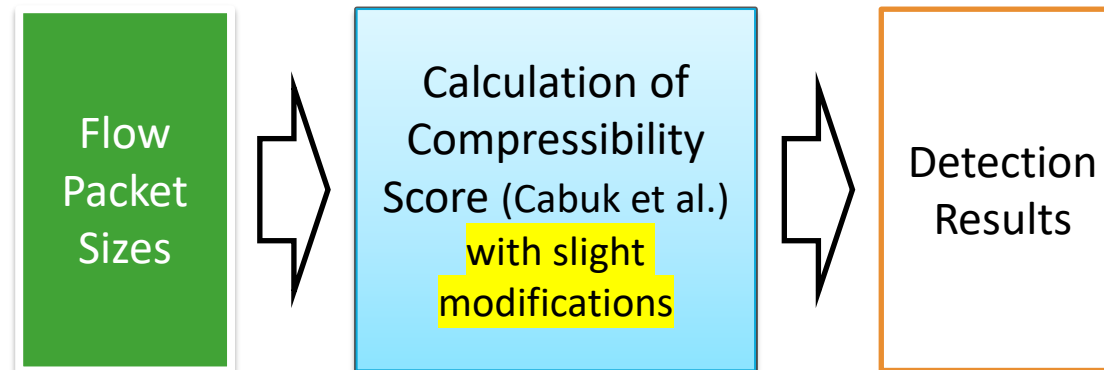 Flow
Packet
Sizes
Calculation of
Compressibility
Score (Cabuk et al.)
with slight
modifications
Detection
Results